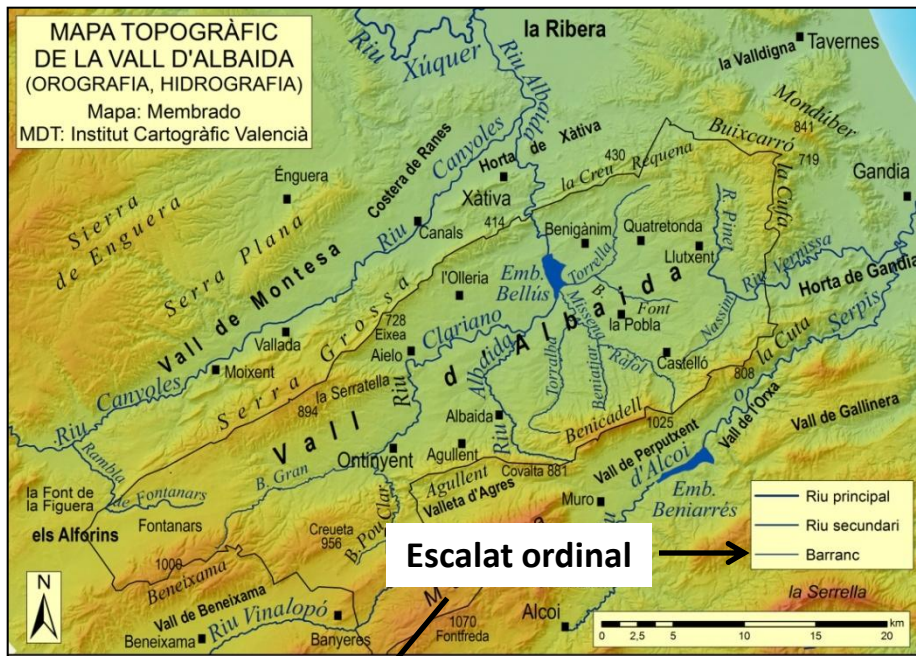 MAPA TOPOGRÀFIC
DE LA VALL D'ALBAIDA
(OROGRAFIA, HIDROGRAFIA)
Mapa: Membrado
MDT: Institut Cartogràfic Valencià
Riu
Xúquer
la Ribera
Riu Albaida
la Valldigna
Tavernes
Mondúber
841
Buixcarró
719
la Cuta
Gandia
Énguera
Sierra
de Enguera
Serra Plana
Costera de Ranes
Riu Canyoles
Canals
Horta de Xàtiva
Xàtiva
430
la Creu
Requena
414
Benigànim
Quatretonda
Llutxent
R. Pinet
Riu Vernissa
Horta de Gandia
Vall de Montesa
l'Olleria
Emb.
Bellús
Torrella
B. Font
la Pobla
Missena
Nassini
Serpis
Serra Grossa
728
Eixea
Aielo
Riu Clariano
Vall d'Albaida
Riu Albaida
Torralba
Beniatjar
Ràfol
Castelló
la Cuta
808
Vallada
Moixent
Riu Canyoles
la Serratella
894
Albaida
Benicadell
1025
Vall de l'Orxa
Vall de Gallinera
Rambla de Fontanars
la Font de
la Figuera
B. Gran
Ontinyent
Agullent
Agullent
Covalta 881
Valleta d'Agres
Vall de Perputxent
o d'Alcoi
Muro
Emb.
Beniarrés
els Alforins
Fontanars
Creueta
956
B. Pou Clar
1000
Beneixama
Vall de Beneixama
Riu Vinalopó
Beneixama
Banyeres
Escalat ordinal
M
1070
Fontfreda
Alcoi
Riu principal
Riu secundari
Barranc
la Serrella
N
km
0 2,5 5 10 15 20